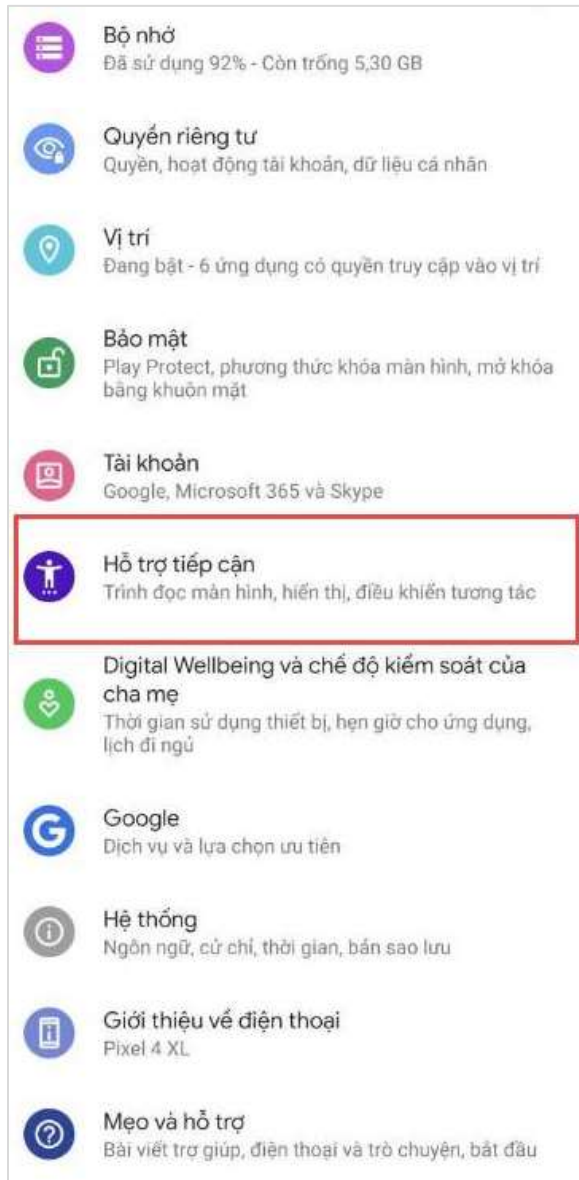 Bộ nhớ
Đã sử dụng 92% - Còn trống 5,30 GB
Quyền riêng tư
Quyền, hoạt động tài khoản, dữ liệu cá nhân
Vị trí
Đang bật - 6 ứng dụng có quyền truy cập vào vị trí
Bảo mật
Play Protect, phương thức khóa màn hình, mở khóa
bằng khuôn mặt
Tài khoản
Google, Microsoft 365 và Skype
Hỗ trợ tiếp cận
Trình đọc màn hình, hiển thị, điều khiển tương tác
Digital Wellbeing và chế độ kiểm soát của
cha mẹ
Thời gian sử dụng thiết bị, hẹn giờ cho ứng dụng,
lịch đi ngủ
Google
Dịch vụ và lựa chọn ưu tiên
Hệ thống
Ngôn ngữ, cử chỉ, thời gian, bản sao lưu
Giới thiệu về điện thoại
Pixel 4 XL
Mẹo và hỗ trợ
Bài viết trợ giúp, điện thoại và trò chuyện, bắt đầu